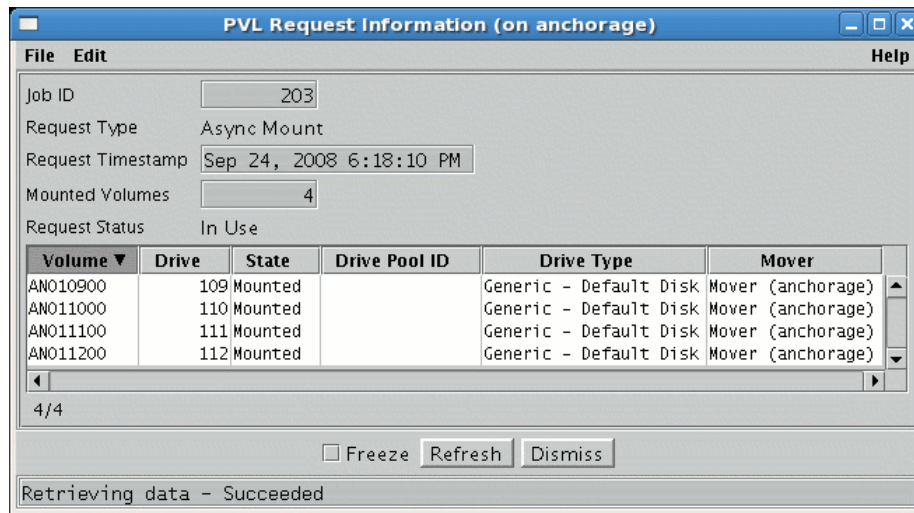 PVL Request Information (on anchorage)
File Edit Help
Job ID 203
Request Type Async Mount
Request Timestamp Sep 24, 2008 6:18:10 PM
Mounted Volumes 4
Request Status In Use
Volume ▼ Drive State Drive Pool ID Drive Type Mover
AN010900 109 Mounted Generic - Default Disk Mover (anchorage)
AN011000 110 Mounted Generic - Default Disk Mover (anchorage)
AN011100 111 Mounted Generic - Default Disk Mover (anchorage)
AN011200 112 Mounted Generic - Default Disk Mover (anchorage)
4/4
Freeze Refresh Dismiss
Retrieving data - Succeeded